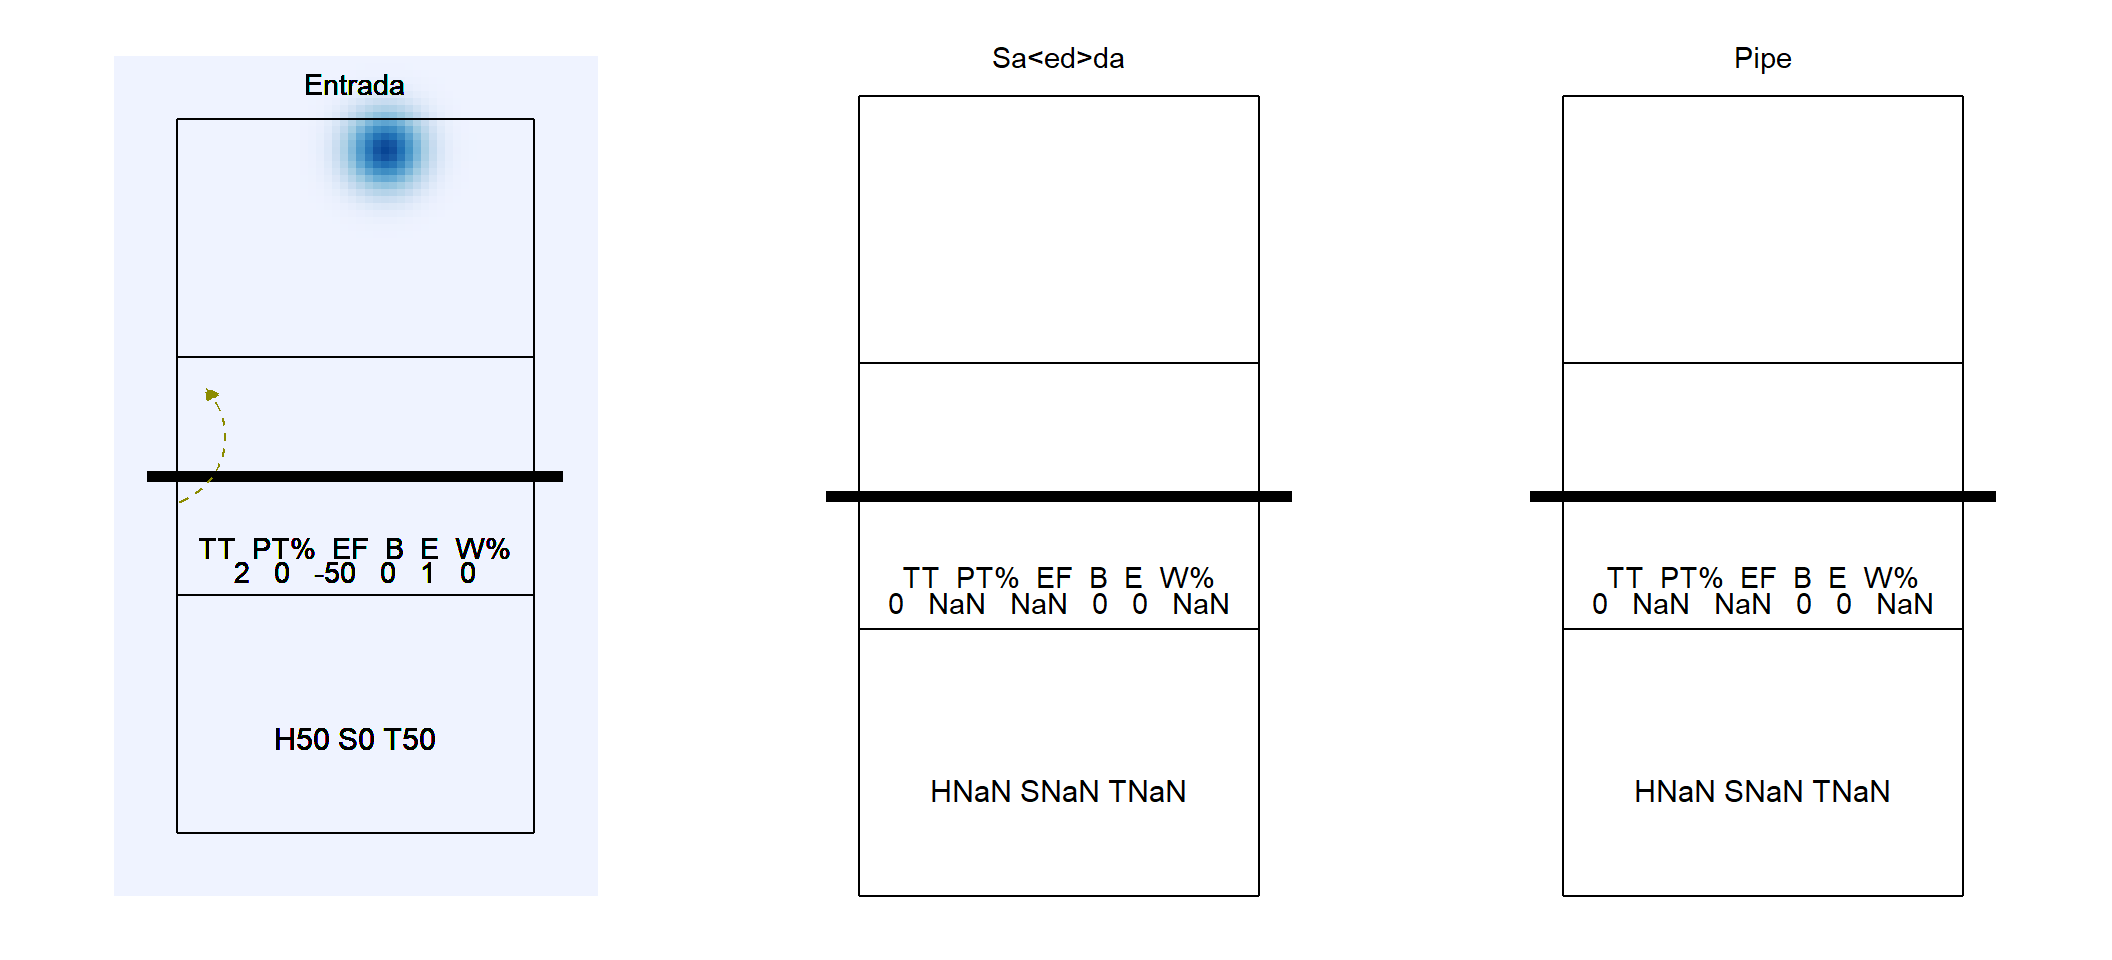 Entrada
TT PT% EF B E W%
2 0 -50 0 1 0
H50 S0 T50
Sa<ed>da
TT PT% EF B E W%
0 NaN NaN 0 0 NaN
HNaN SNaN TNaN
Pipe
TT PT% EF B E W%
0 NaN NaN 0 0 NaN
HNaN SNaN TNaN